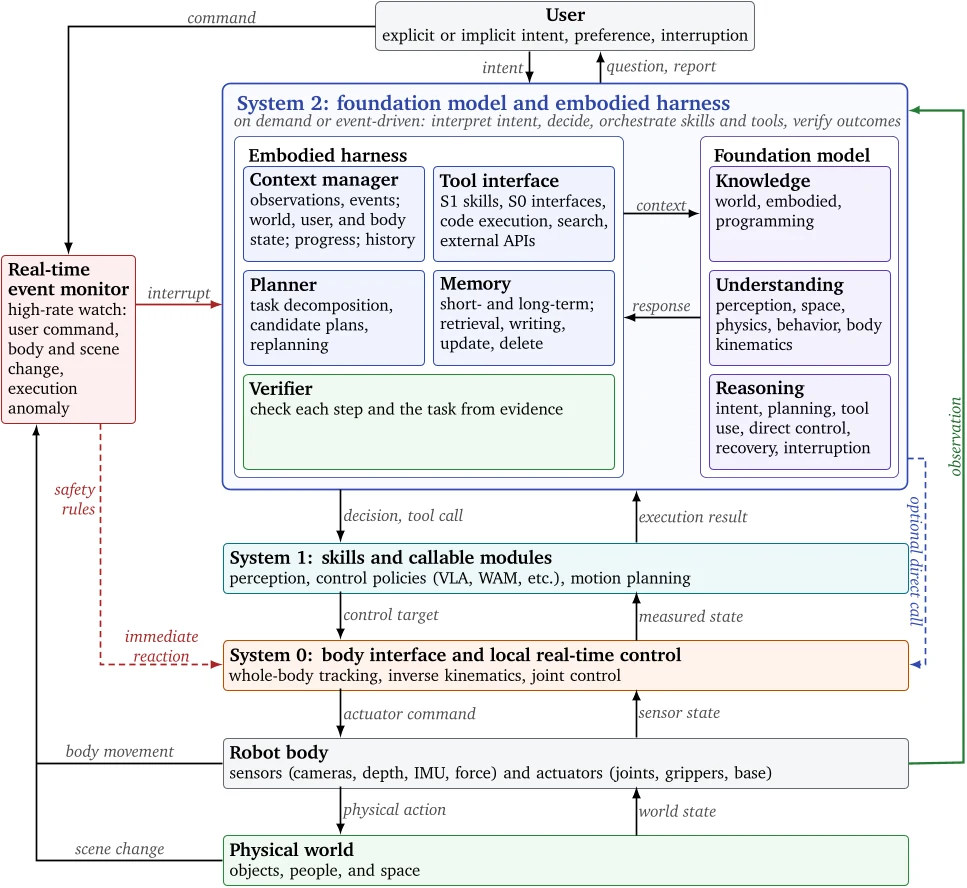 User
explicit or implicit intent, preference, interruption
command
intent
question, report
System 2: foundation model and embodied harness
on demand or event-driven: interpret intent, decide, orchestrate skills and tools, verify outcomes
Embodied harness
Context manager
observations, events;
world, user, and body
state; progress; history
Tool interface
S1 skills, S0 interfaces,
code execution, search,
external APIs
Planner
task decomposition,
candidate plans,
replanning
Memory
short- and long-term;
retrieval, writing,
update, delete
Verifier
check each step and the task from evidence
context
response
Foundation model
Knowledge
world, embodied,
programming
Understanding
perception, space,
physics, behavior, body
kinematics
Reasoning
intent, planning, tool
use, direct control,
recovery, interruption
Real-time
event monitor
high-rate watch:
user command,
body and scene
change,
execution
anomaly
interrupt
safety
rules
immediate
reaction
observation
optional direct call
decision, tool call
execution result
System 1: skills and callable modules
perception, control policies (VLA, WAM, etc.), motion planning
control target
measured state
System 0: body interface and local real-time control
whole-body tracking, inverse kinematics, joint control
actuator command
sensor state
body movement
Robot body
sensors (cameras, depth, IMU, force) and actuators (joints, grippers, base)
physical action
world state
scene change
Physical world
objects, people, and space